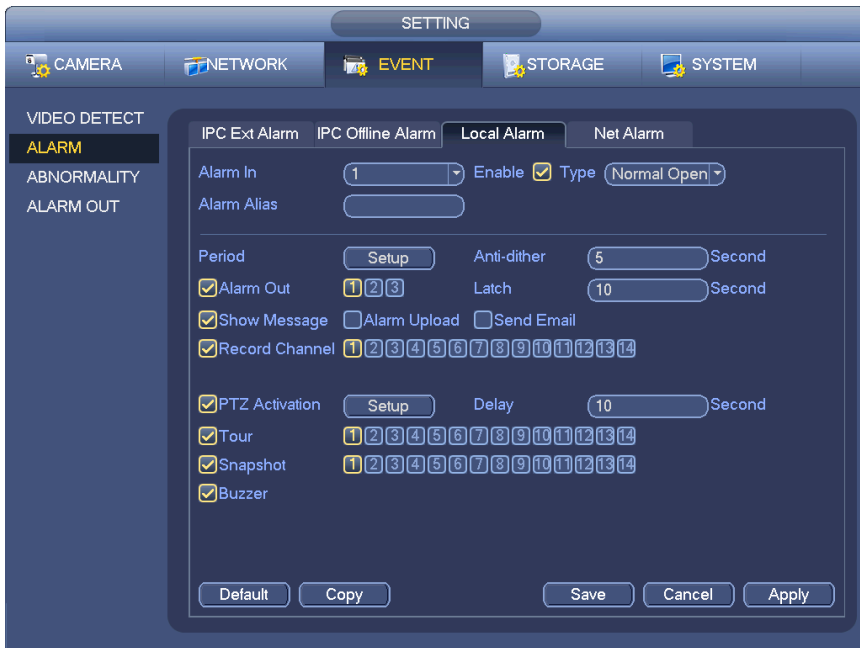 SETTING
CAMERA NETWORK EVENT STORAGE SYSTEM
VIDEO DETECT
ALARM
ABNORMALITY
ALARM OUT
IPC Ext Alarm IPC Offline Alarm Local Alarm Net Alarm
Alarm In 1 Enable Type Normal Open
Alarm Alias
Period Setup Anti-dither 5 Second
Alarm Out 1 2 3 Latch 10 Second
Show Message Alarm Upload Send Email
Record Channel 1 2 3 4 5 6 7 8 9 10 11 12 13 14
PTZ Activation Setup Delay 10 Second
Tour 1 2 3 4 5 6 7 8 9 10 11 12 13 14
Snapshot 1 2 3 4 5 6 7 8 9 10 11 12 13 14
Buzzer
Default Copy Save Cancel Apply